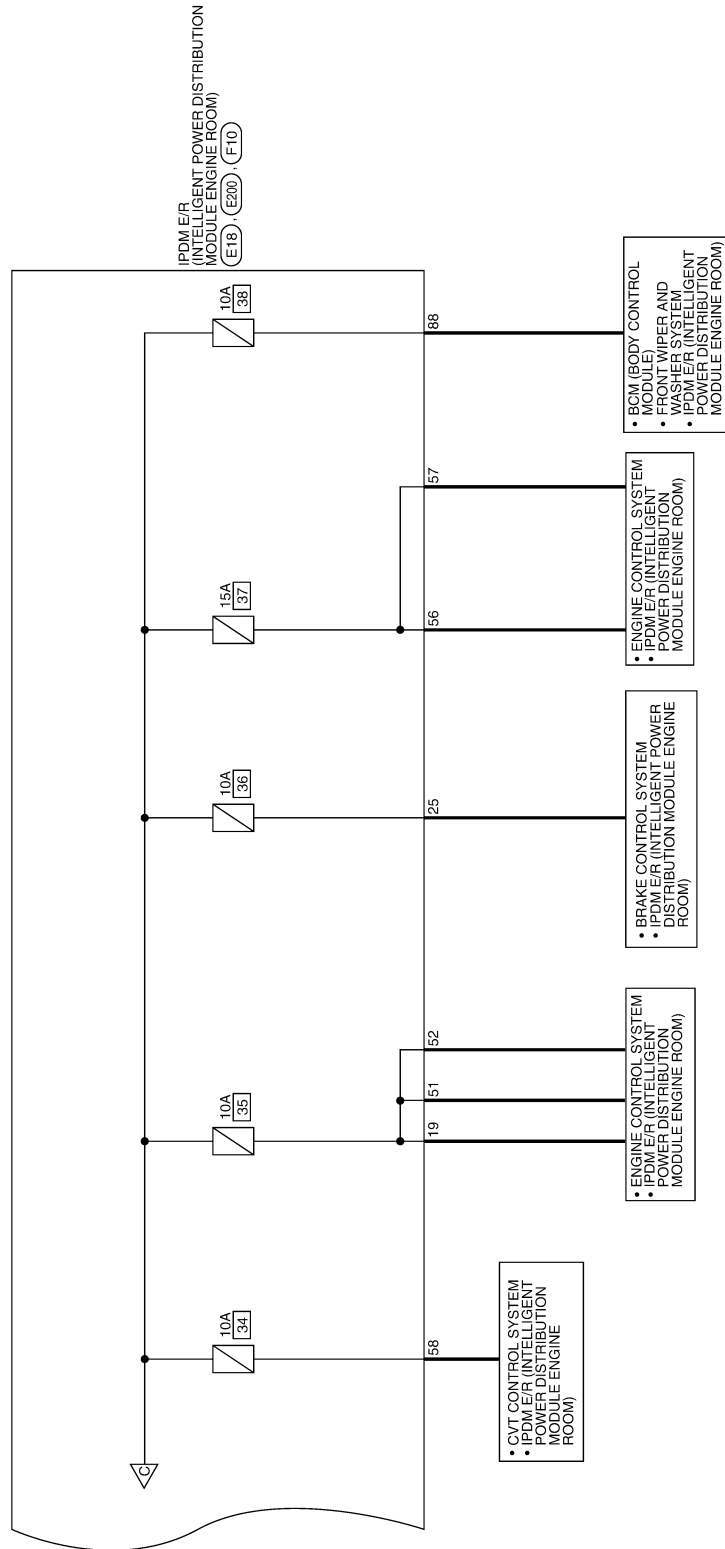 IPDM E/R
(INTELLIGENT POWER DISTRIBUTION
MODULE ENGINE ROOM)
E18 , E200 , F10
C
10A
34
10A
35
10A
36
15A
37
10A
38
58
19
51
52
25
56
57
88
• CVT CONTROL SYSTEM
• IPDM E/R (INTELLIGENT
POWER DISTRIBUTION
MODULE ENGINE
ROOM)
• ENGINE CONTROL SYSTEM
• IPDM E/R (INTELLIGENT
POWER DISTRIBUTION
MODULE ENGINE ROOM)
• BRAKE CONTROL SYSTEM
• IPDM E/R (INTELLIGENT POWER
DISTRIBUTION MODULE ENGINE
ROOM)
• ENGINE CONTROL SYSTEM
• IPDM E/R (INTELLIGENT
POWER DISTRIBUTION
MODULE ENGINE ROOM)
• BCM (BODY CONTROL
MODULE)
• FRONT WIPER AND
WASHER SYSTEM
• IPDM E/R (INTELLIGENT
POWER DISTRIBUTION
MODULE ENGINE ROOM)